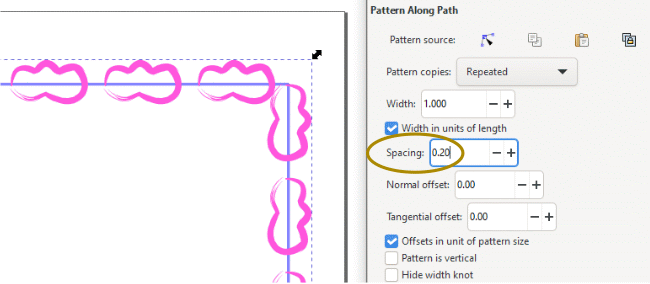 Pattern Along Path
Pattern source:
Pattern copies: Repeated
Width: 1.000
Width in units of length
Spacing: 0.20
Normal offset: 0.00
Tangential offset: 0.00
Offsets in unit of pattern size
Pattern is vertical
Hide width knot